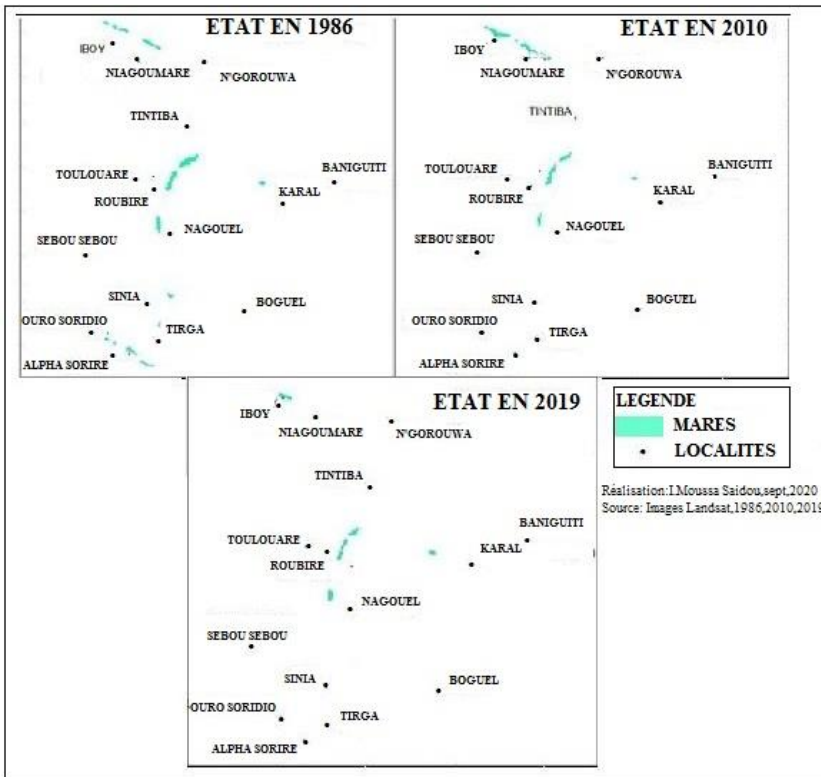 ETAT EN 1986
IBOY
NIAGOUMARE
N'GOROUWA
TINTIBA
TOULOUARE
BANIGUITI
ROUBIRE
KARAL
NAGOUEL
SEBOU SEBOU
SINIA
BOGUEL
OURO SORIDIO
TIRGA
ALPHA SORIRE
ETAT EN 2010
IBOY
NIAGOUMARE
N'GOROUWA
TINTIBA
TOULOUARE
BANIGUITI
ROUBIRE
KARAL
NAGOUEL
SEBOU SEBOU
SINIA
BOGUEL
OURO SORIDIO
TIRGA
ALPHA SORIRE
ETAT EN 2019
IBOY
NIAGOUMARE
N'GOROUWA
TINTIBA
BANIGUITI
TOULOUARE
KARAL
ROUBIRE
NAGOUEL
SEBOU SEBOU
SINIA
BOGUEL
OURO SORIDIO
TIRGA
ALPHA SORIRE
LEGENDE
MARES
LOCALITES
Réalisation:I.Moussa Saidou,sept,2020
Source: Images Landsat,1986,2010,2019